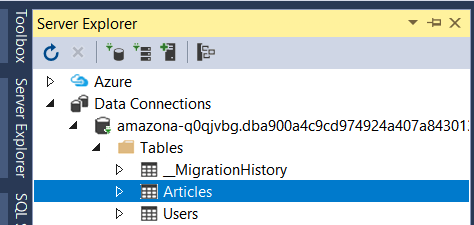 Toolbox
Server Explorer
SQL S
Server Explorer
Azure
Data Connections
amazona-q0qjvbg.dba900a4c9cd974924a407a84301
Tables
__MigrationHistory
Articles
Users